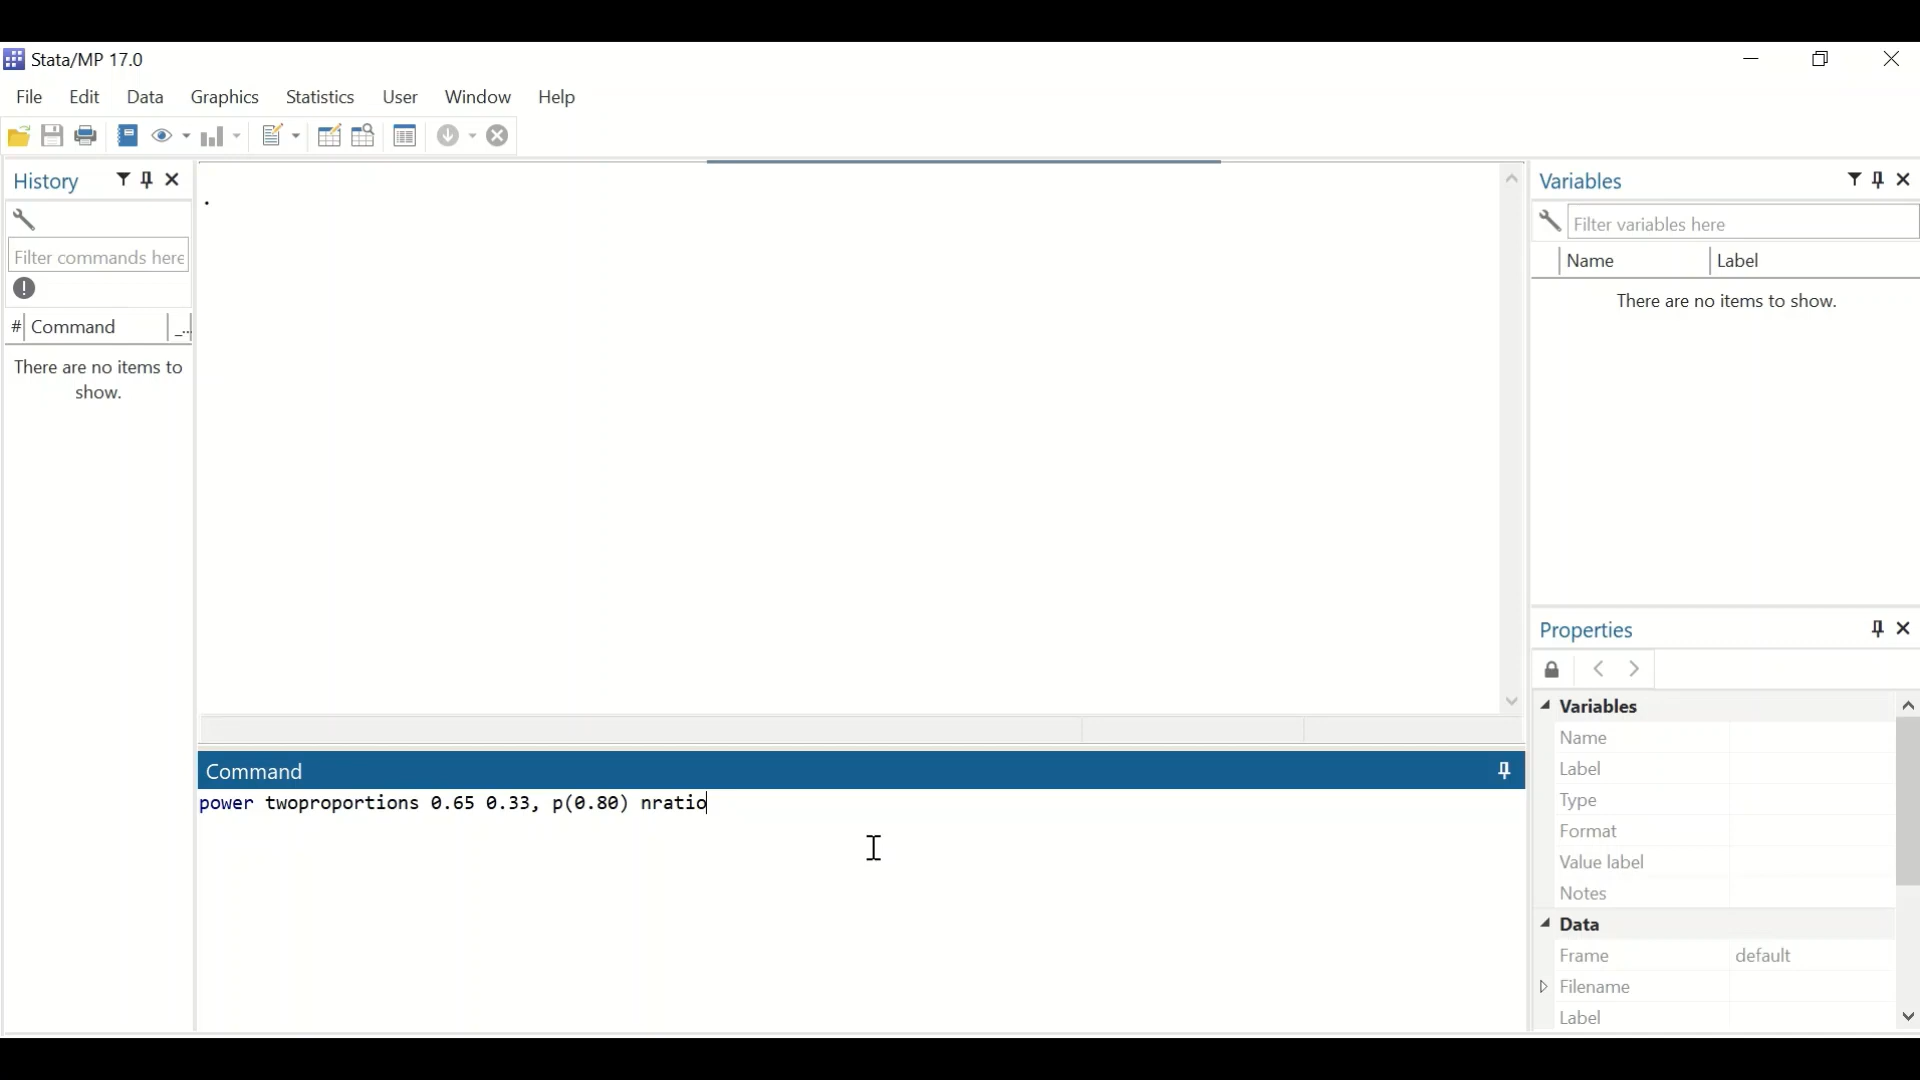 Stata/MP 17.0
File Edit Data Graphics Statistics User Window Help
History
Filter commands here
# Command _..
There are no items to
show.
.
Command
power twoproportions 0.65 0.33, p(0.80) nratio
Variables
Filter variables here
Name Label
There are no items to show.
Properties
Variables
Name
Label
Type
Format
Value label
Notes
Data
Frame default
Filename
Label